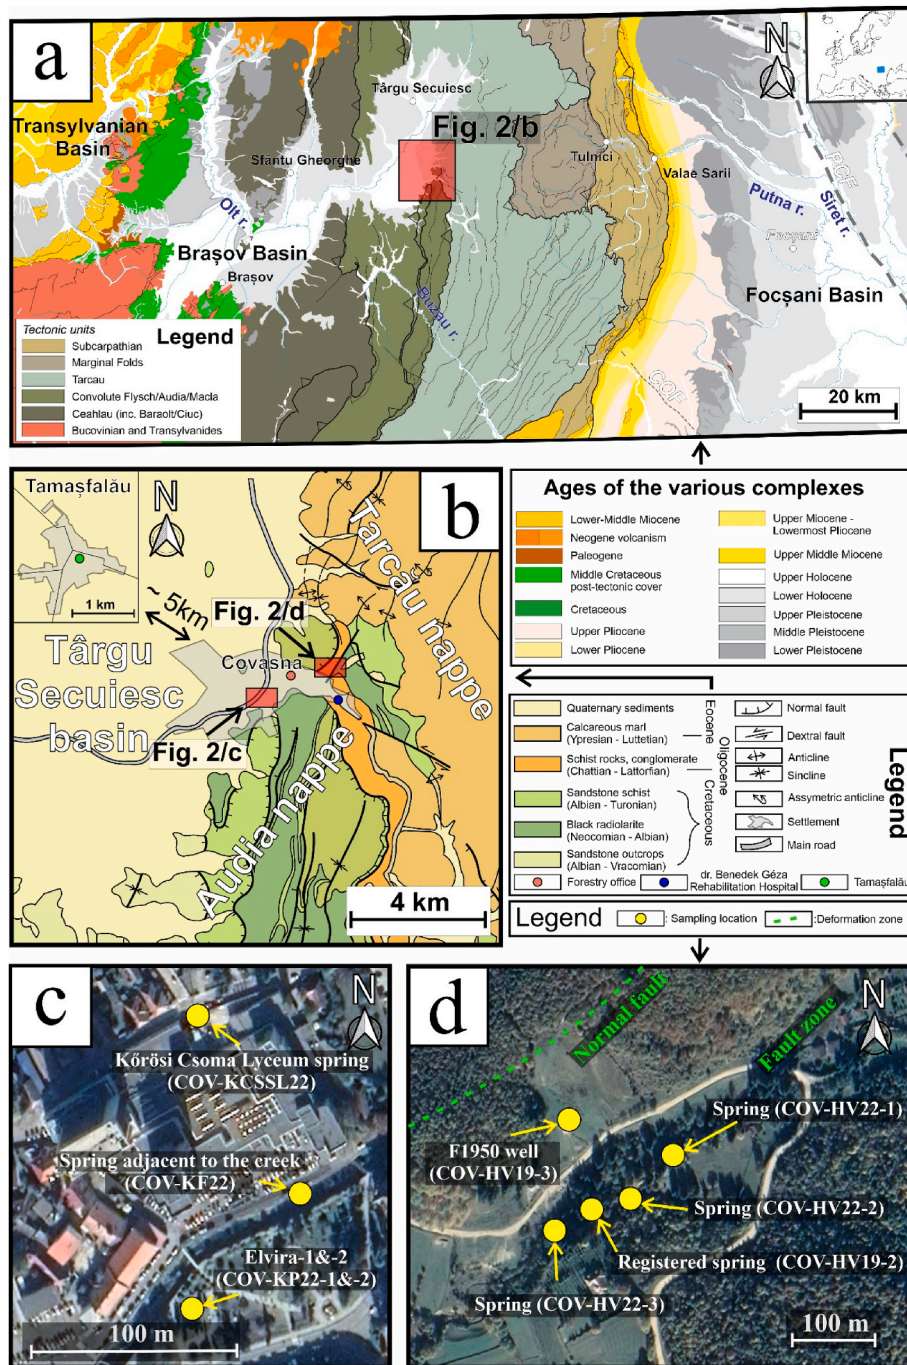 a
N
Târgu Secuiesc
Fig. 2/b
Transylvanian
Basin
Sfântu Gheorghe
Tulnici
Valae Sarii
PCF
Olt r.
Putna r.
Siret r.
Focșani
Brașov Basin
Brașov
Buzau r.
Focșani Basin
COF
20 km
Tectonic units
Legend
Subcarpathian
Marginal Folds
Tarcau
Convolute Flysch/Audia/Macla
Ceahlau (inc. Baraolt/Ciuc)
Bucovinian and Transylvanides
b
Tamașfalău
1 km
N
~ 5km
Fig. 2/d
Tarcău nappe
Târgu
Secuiesc
basin
Covasna
Fig. 2/c
Audia nappe
4 km
Ages of the various complexes
Lower-Middle Miocene
Neogene volcanism
Paleogene
Middle Cretaceous
post-tectonic cover
Cretaceous
Upper Pliocene
Lower Pliocene
Upper Miocene -
Lowermost Pliocene
Upper Middle Miocene
Upper Holocene
Lower Holocene
Upper Pleistocene
Middle Pleistocene
Lower Pleistocene
Quaternary sediments
Calcareous marl
(Ypresian - Luttetian)
Schist rocks, conglomerate
(Chattian - Lattorfian)
Sandstone schist
(Albian - Turonian)
Black radiolarite
(Neocomian - Albian)
Sandstone outcrops
(Albian - Vraconian)
Eocene
Oligocene
Cretaceous
Normal fault
Dextral fault
Anticline
Sincline
Assymetric anticline
Settlement
Main road
Legend
Forestry office
dr. Benedek Géza
Rehabilitation Hospital
Tamașfalău
Legend
: Sampling location
:Deformation zone
c
N
Kőrösi Csoma Lyceum spring
(COV-KCSSL22)
Spring adjacent to the creek
(COV-KF22)
Elvira-1&-2
(COV-KP22-1&-2)
100 m
d
N
Normal fault
Fault zone
Spring (COV-HV22-1)
F1950 well
(COV-HV19-3)
Spring (COV-HV22-2)
Registered spring (COV-HV19-2)
Spring (COV-HV22-3)
100 m